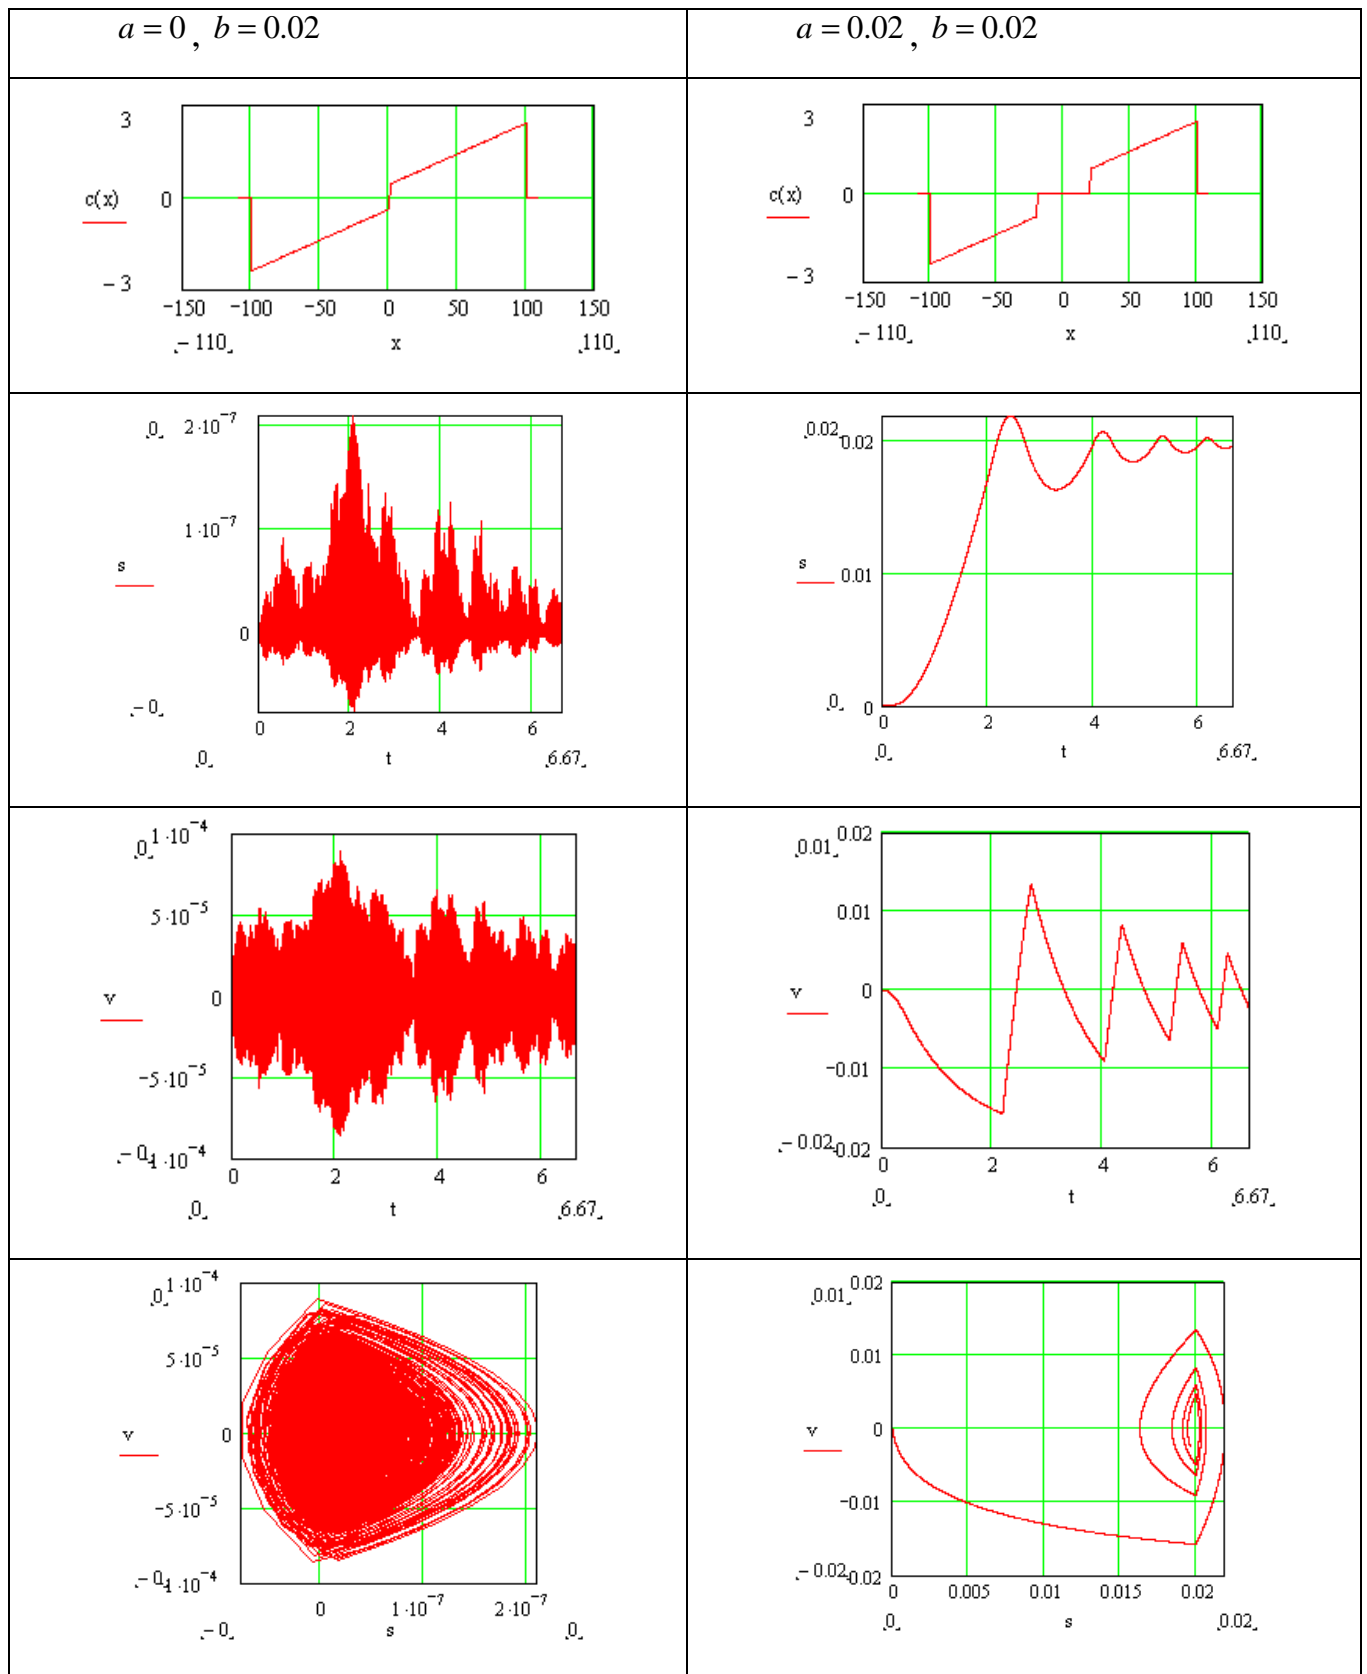 a = 0 , b = 0.02
a = 0.02 , b = 0.02
3
c(x)
0
−3
−150 −100 −50 0 50 100 150
−110 x 110
3
c(x)
0
−3
−150 −100 −50 0 50 100 150
−110 x 110
0 2·10⁻⁷
1·10⁻⁷
s
0
−0
0 2 4 6
0 t 6.67
0.02 0.02
s 0.01
0 0
0 2 4 6
0 t 6.67
1·10⁻⁴
0
5·10⁻⁵
v 0
−5·10⁻⁵
−0 −1·10⁻⁴
0 2 4 6
0 t 6.67
0.01 0.02
0.01
v 0
−0.01
−0.02 −0.02
0 2 4 6
0 t 6.67
1·10⁻⁴
0
5·10⁻⁵
v 0
−5·10⁻⁵
−0 −1·10⁻⁴
0 1·10⁻⁷ 2·10⁻⁷
−0 s 0
0.01 0.02
0.01
v 0
−0.01
−0.02 −0.02
0 0.005 0.01 0.015 0.02
0 s 0.02